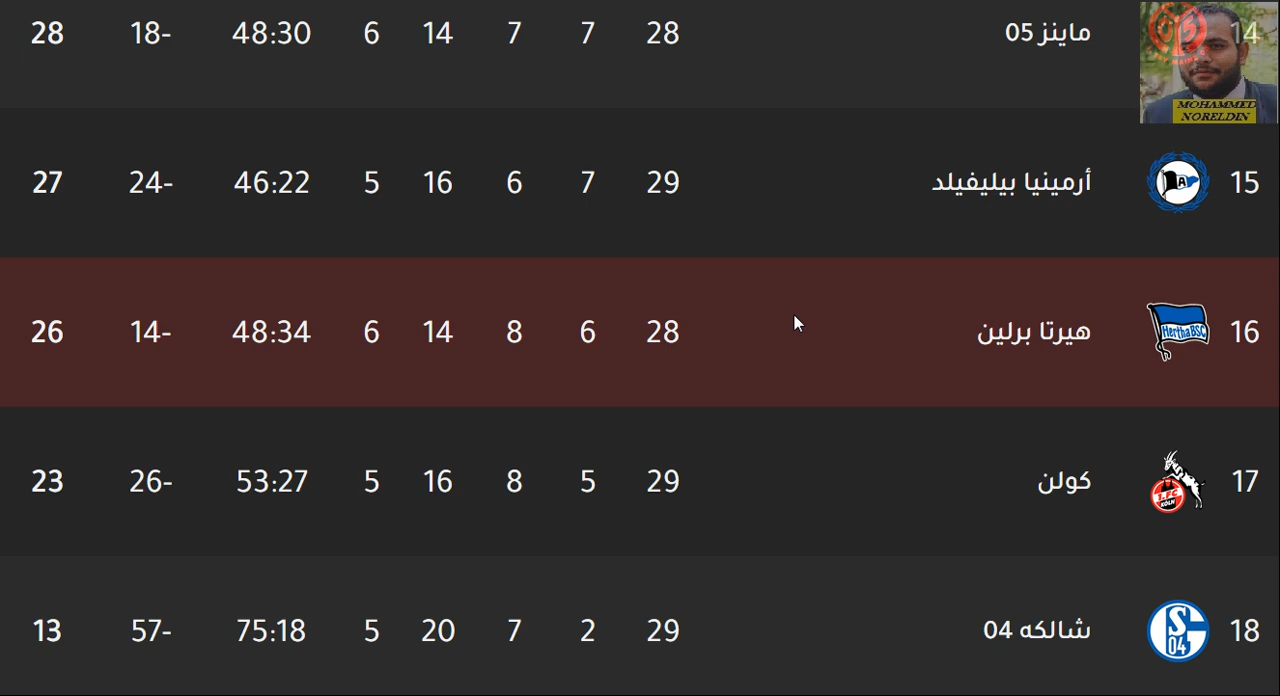 14 ماينز 05 28 7 7 14 6 48:30 18- 28
MOHAMMED
NORELDIN
15 أرمينيا بيليفيلد 29 7 6 16 5 46:22 24- 27
A
16 هيرتا برلين 28 6 8 14 6 48:34 14- 26
Hertha BSC
17 كولن 29 5 8 16 5 53:27 26- 23
1.FC
KÖLN
18 شالكه 04 29 2 7 20 5 75:18 57- 13
S
04